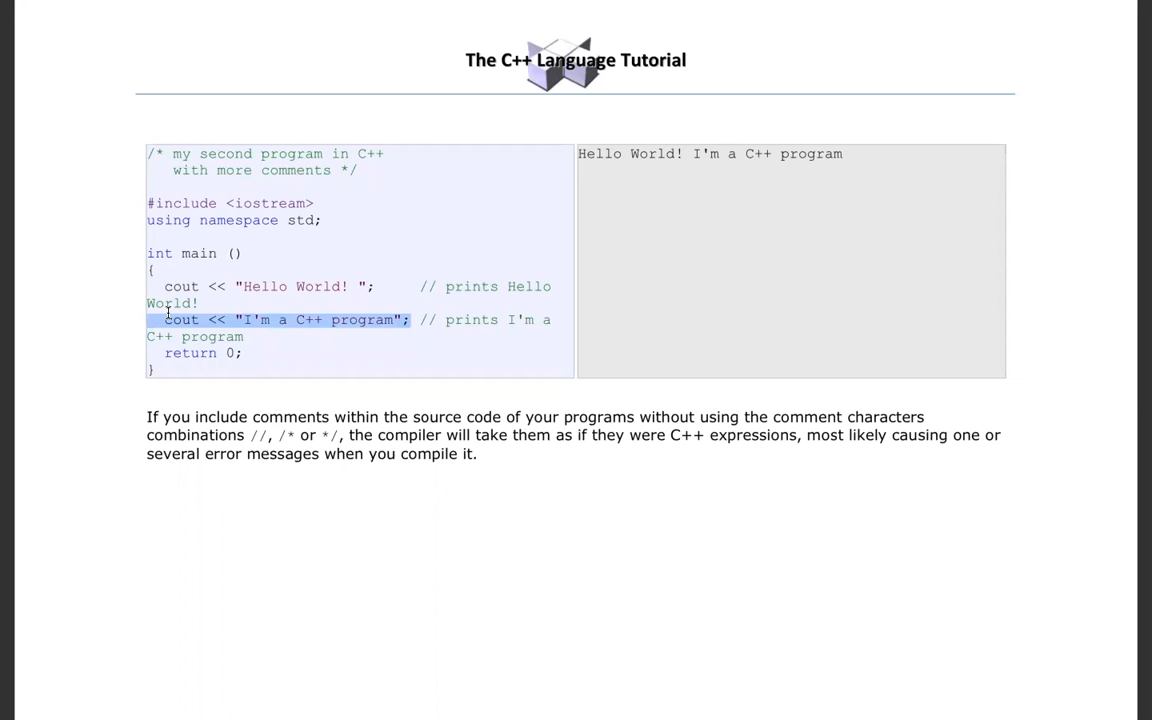 The C++ Language Tutorial
/* my second program in C++
with more comments */
#include <iostream>
using namespace std;
int main ()
{
cout << "Hello World! ";     // prints Hello
World!
cout << "I'm a C++ program"; // prints I'm a
C++ program
return 0;
}
Hello World! I'm a C++ program
If you include comments within the source code of your programs without using the comment characters
combinations //, /* or */, the compiler will take them as if they were C++ expressions, most likely causing one or
several error messages when you compile it.